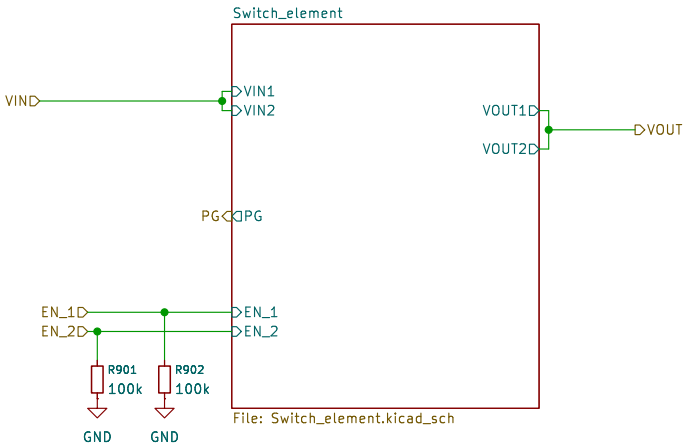 Switch_element
VIN
VIN1
VIN2
VOUT1
VOUT
VOUT2
PG
PG
EN_1
EN_1
EN_2
EN_2
R901
100k
R902
100k
GND
GND
File: Switch_element.kicad_sch